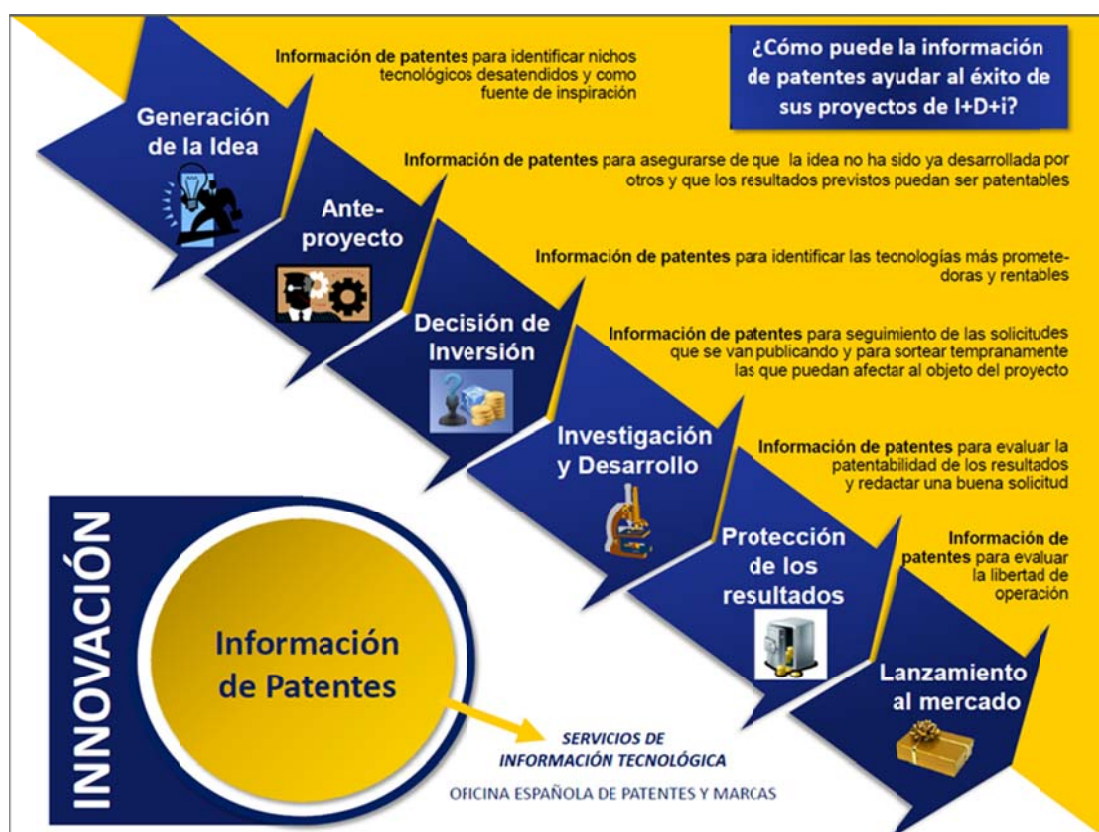 ¿Cómo puede la información
de patentes ayudar al éxito de
sus proyectos de I+D+i?
Información de patentes para identificar nichos
tecnológicos desatendidos y como
fuente de inspiración
Generación
de la Idea
Información de patentes para asegurarse de que la idea no ha sido ya desarrollada por
otros y que los resultados previstos puedan ser patentables
Ante-
proyecto
Información de patentes para identificar las tecnologías más promete-
doras y rentables
Decisión de
Inversión
Información de patentes para seguimiento de las solicitudes
que se van publicando y para sortear tempranamente
las que puedan afectar al objeto del proyecto
Investigación
y Desarrollo
Información de patentes para evaluar la
patentabilidad de los resultados
y redactar una buena solicitud
Protección
de los
resultados
Información de
patentes para evaluar
la libertad de
operación
Lanzamiento
al mercado
INNOVACIÓN
Información
de Patentes
SERVICIOS DE
INFORMACIÓN TECNOLÓGICA
OFICINA ESPAÑOLA DE PATENTES Y MARCAS